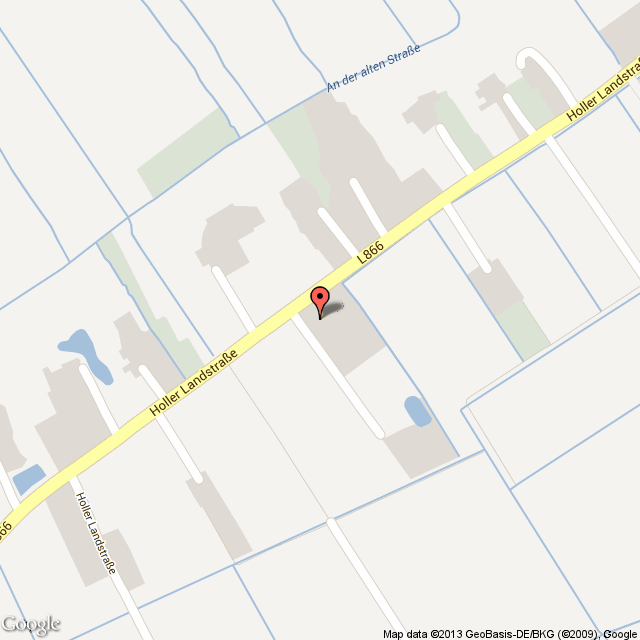 An der alten Straße
Holler Landstraß
L866
Holler Landstraße
Holler Landstraße
66
Google
Map data ©2013 GeoBasis-DE/BKG (©2009), Google